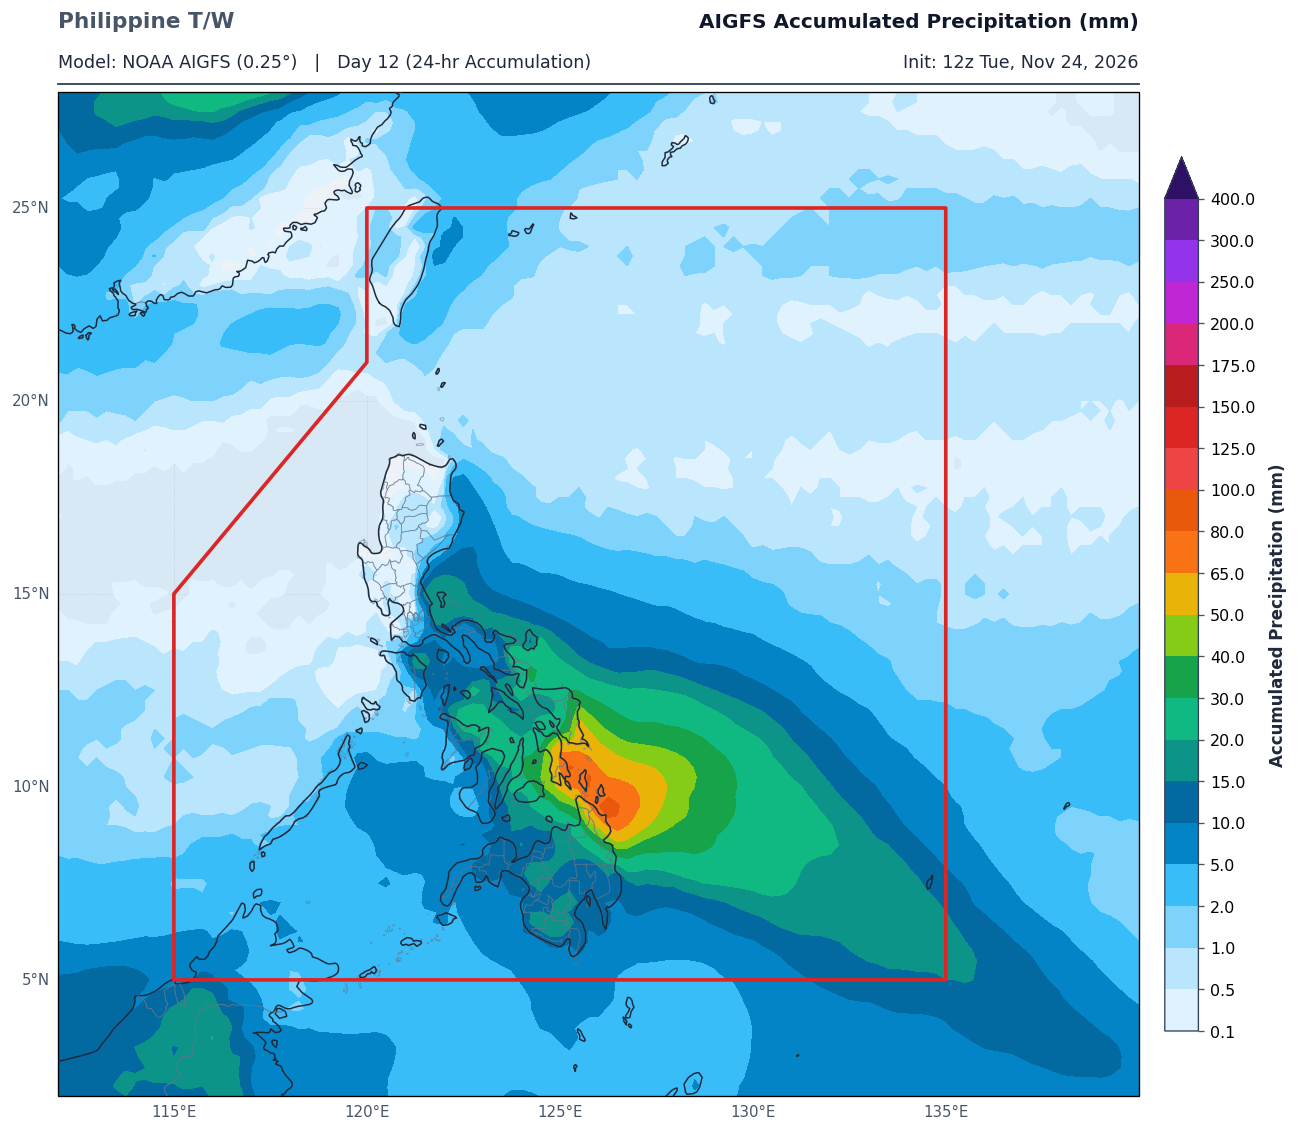 Philippine T/W
AIGFS Accumulated Precipitation (mm)
Model: NOAA AIGFS (0.25°)   |   Day 12 (24-hr Accumulation)
Init: 12z Tue, Nov 24, 2026
25°N
20°N
15°N
10°N
5°N
115°E
120°E
125°E
130°E
135°E
400.0
300.0
250.0
200.0
175.0
150.0
125.0
100.0
80.0
65.0
50.0
40.0
30.0
20.0
15.0
10.0
5.0
2.0
1.0
0.5
0.1
Accumulated Precipitation (mm)